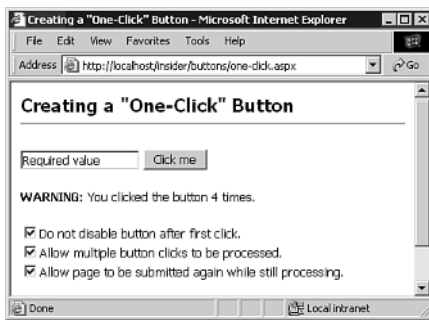 Creating a "One-Click" Button - Microsoft Internet Explorer
File Edit View Favorites Tools Help
Address http://localhost/insider/buttons/one-click.aspx Go
Creating a "One-Click" Button
Required value Click me
WARNING: You clicked the button 4 times.
Do not disable button after first click.
Allow multiple button clicks to be processed.
Allow page to be submitted again while still processing.
Done Local intranet